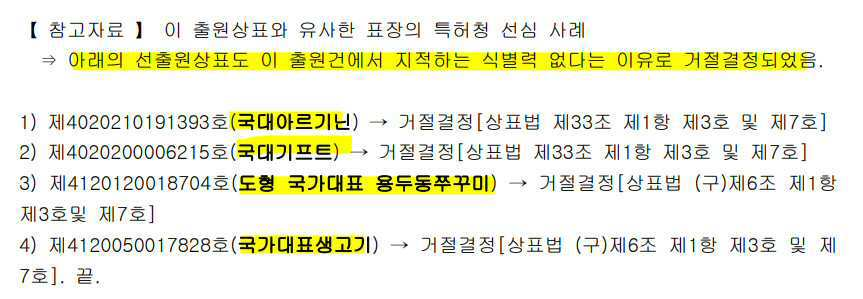 【 참고자료 】 이 출원상표와 유사한 표장의 특허청 선심 사례
⇒ 아래의 선출원상표도 이 출원건에서 지적하는 식별력 없다는 이유로 거절결정되었음.
1) 제4020210191393호(국대아르기닌) → 거절결정[상표법 제33조 제1항 제3호 및 제7호]
2) 제4020200006215호(국대기프트) → 거절결정[상표법 제33조 제1항 제3호 및 제7호]
3) 제4120120018704호(도형 국가대표 용두동쭈꾸미) → 거절결정[상표법 (구)제6조 제1항
제3호및 제7호]
4) 제4120050017828호(국가대표생고기) → 거절결정[상표법 (구)제6조 제1항 제3호 및 제
7호]. 끝.